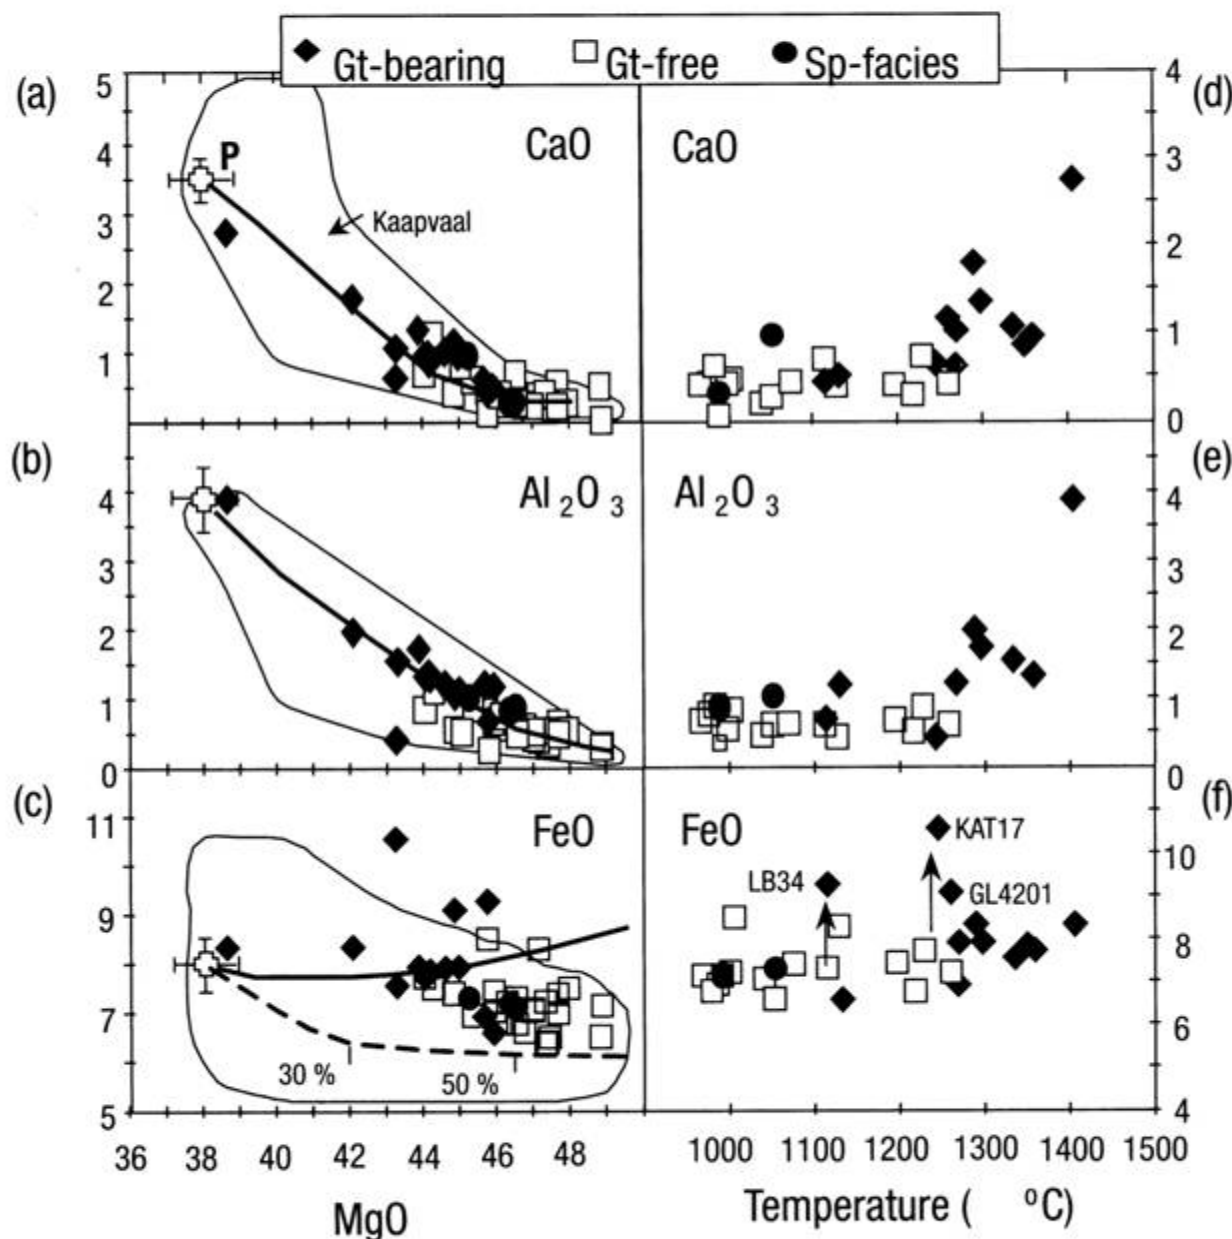 Gt-bearing Gt-free Sp-facies
(a)
5
4
3
2
1
P
Kaapvaal
CaO
CaO
(d)
4
3
2
1
0
(b)
4
3
2
1
0
Al2O3
Al2O3
(e)
4
3
2
1
0
(c)
11
9
7
5
FeO
30 %
50 %
FeO
LB34
KAT17
GL4201
(f)
10
8
6
4
36 38 40 42 44 46 48
MgO
1000 1100 1200 1300 1400 1500
Temperature ( ºC)